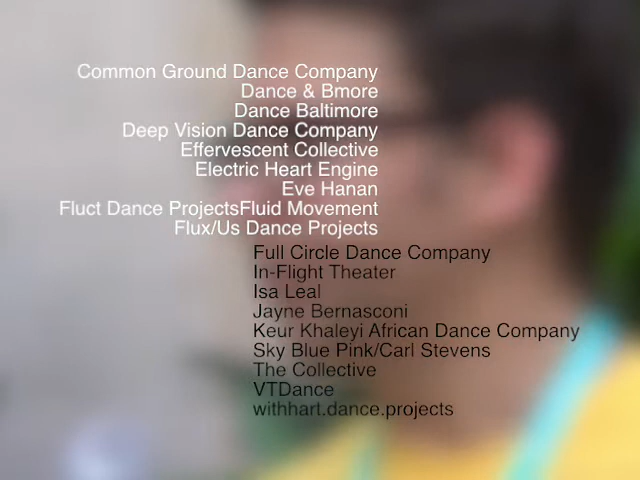 Common Ground Dance Company
Dance & Bmore
Dance Baltimore
Deep Vision Dance Company
Effervescent Collective
Electric Heart Engine
Eve Hanan
Fluct Dance ProjectsFluid Movement
Flux/Us Dance Projects
Full Circle Dance Company
In-Flight Theater
Isa Leal
Jayne Bernasconi
Keur Khaleyi African Dance Company
Sky Blue Pink/Carl Stevens
The Collective
VTDance
withhart.dance.projects